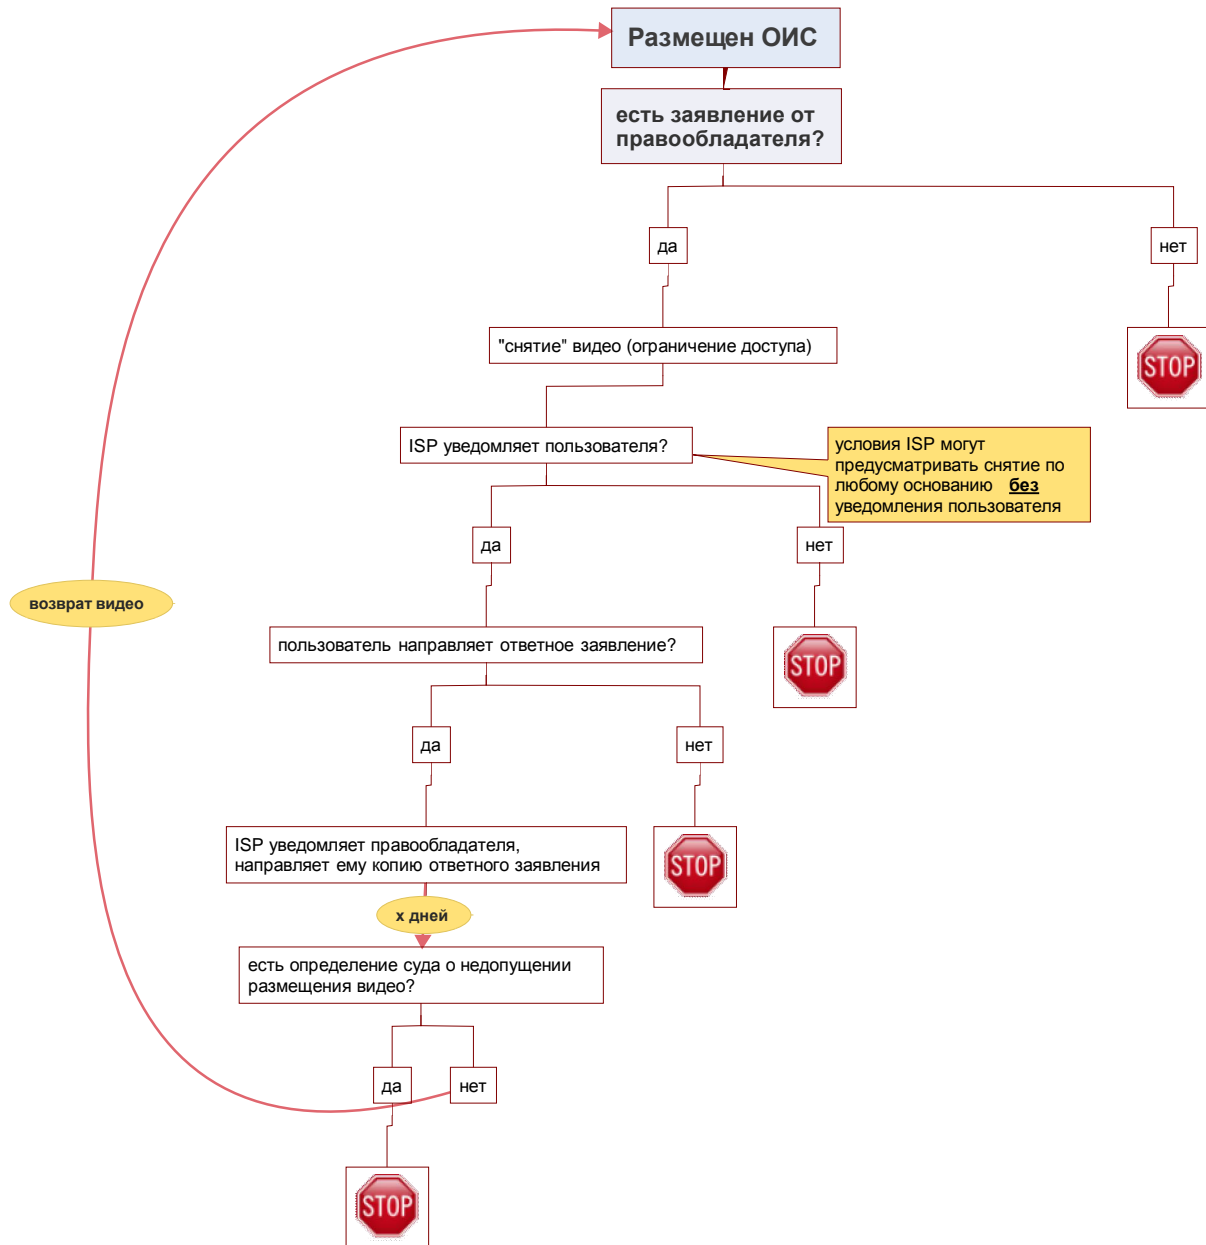 Размещен ОИС
есть заявление от
правообладателя?
да
нет
"снятие" видео (ограничение доступа)
STOP
ISP уведомляет пользователя?
условия ISP могут
предусматривать снятие по
любому основанию без
уведомления пользователя
да
нет
возврат видео
пользователь направляет ответное заявление?
STOP
да
нет
ISP уведомляет правообладателя,
направляет ему копию ответного заявления
STOP
х дней
есть определение суда о недопущении
размещения видео?
да
нет
STOP